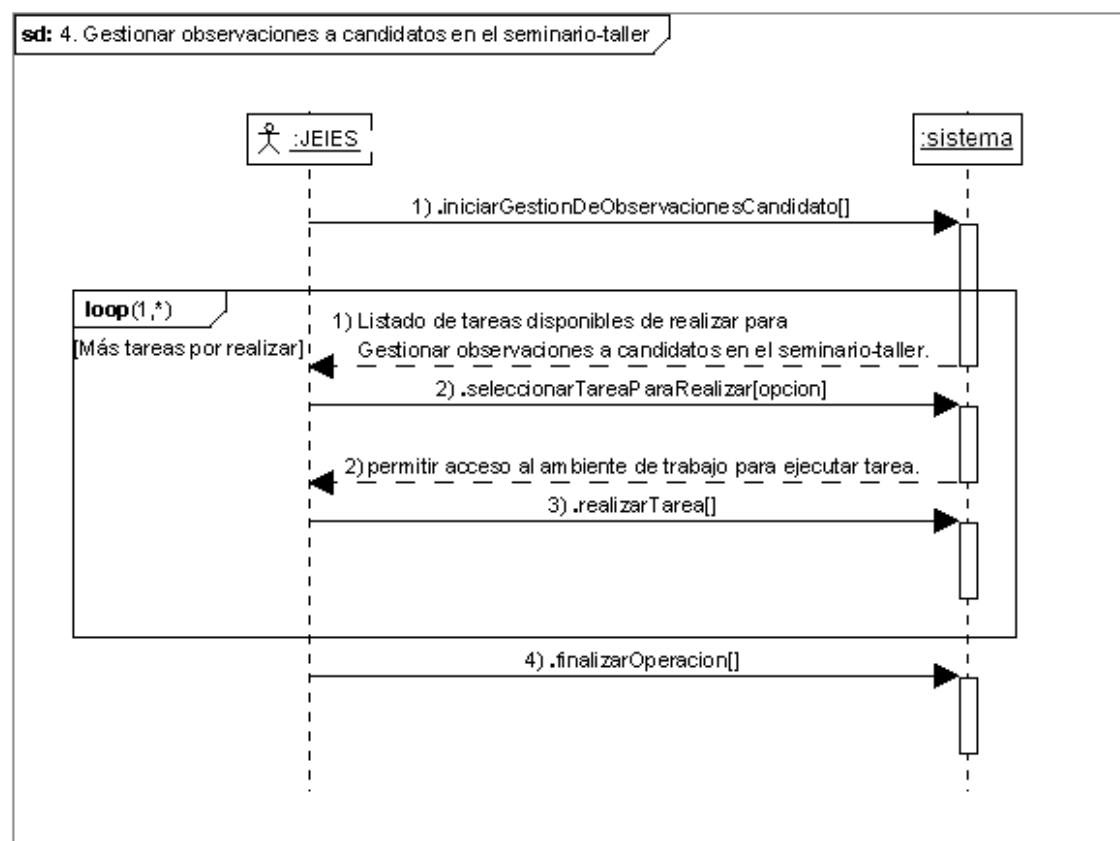 sd: 4. Gestionar observaciones a candidatos en el seminario-taller
:JEIES
:sistema
1) .iniciarGestionDeObservacionesCandidato[]
loop(1,*)
[Más tareas por realizar]
1) Listado de tareas disponibles de realizar para
Gestionar observaciones a candidatos en el seminario-taller.
2) .seleccionarTareaParaRealizar[opcion]
2) permitir acceso al ambiente de trabajo para ejecutar tarea.
3) .realizarTarea[]
4) .finalizarOperacion[]